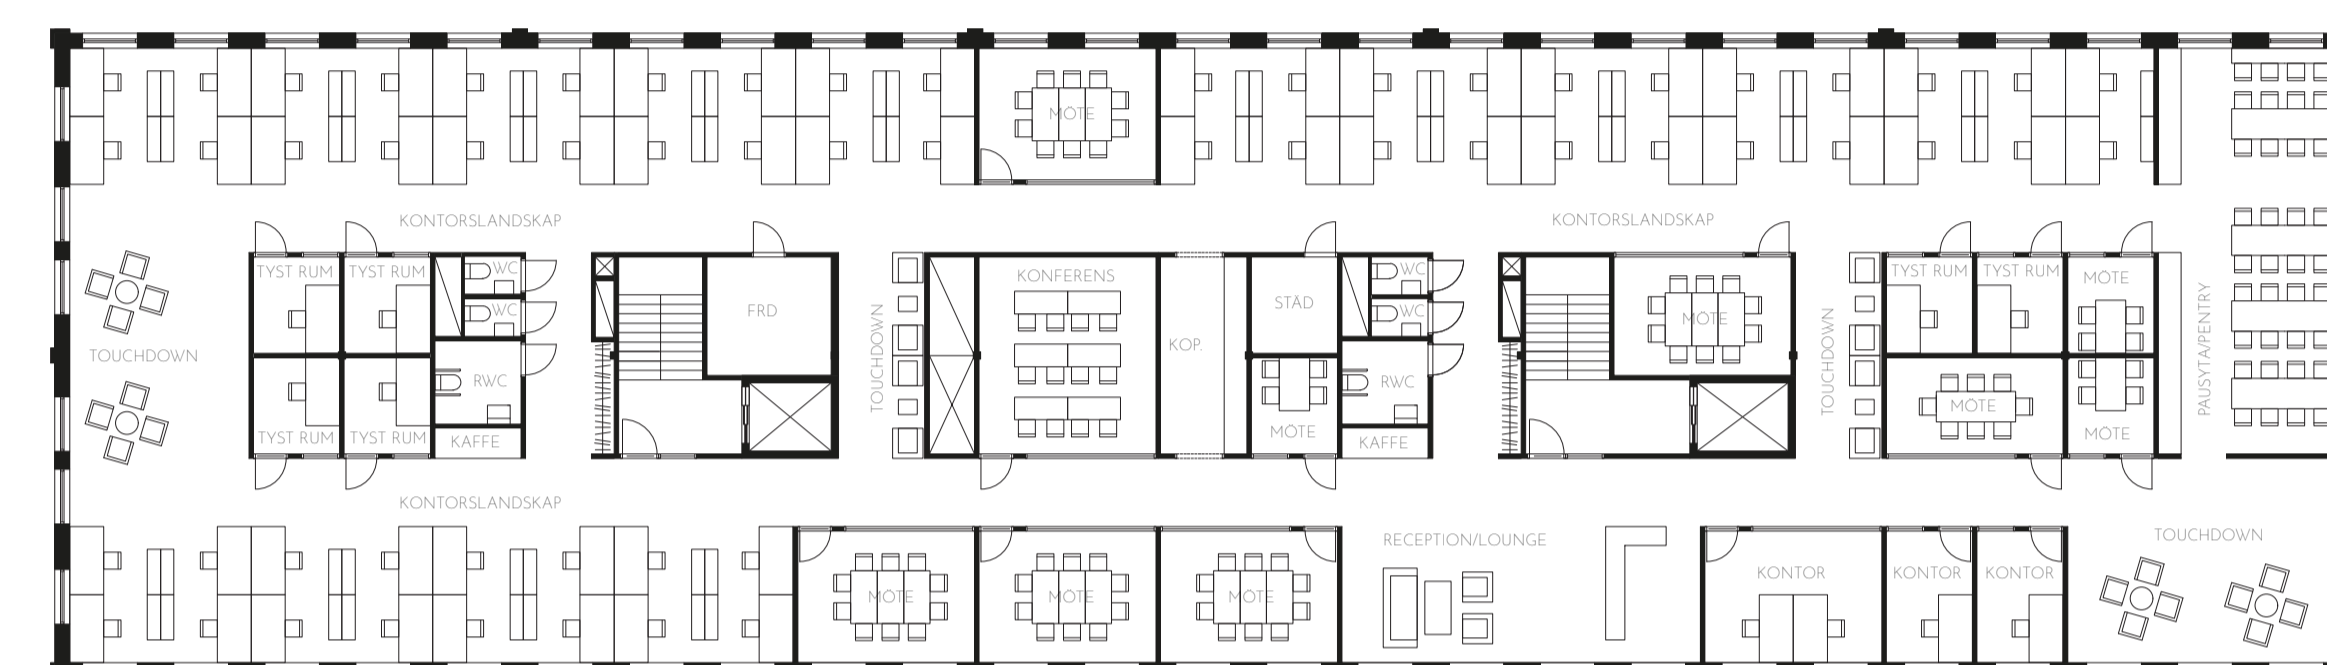 MÖTE
KONTORSLANDSKAP
KONTORSLANDSKAP
TYST RUM
TYST RUM
WC
WC
RWC
KAFFE
TYST RUM
TYST RUM
TOUCHDOWN
FRD
TOUCHDOWN
KONFERENS
KOP.
STÄD
MÖTE
WC
WC
RWC
KAFFE
MÖTE
TOUCHDOWN
TYST RUM
TYST RUM
MÖTE
MÖTE
MÖTE
PAUSYTA/PENTRY
KONTORSLANDSKAP
MÖTE
MÖTE
MÖTE
RECEPTION/LOUNGE
KONTOR
KONTOR
KONTOR
TOUCHDOWN